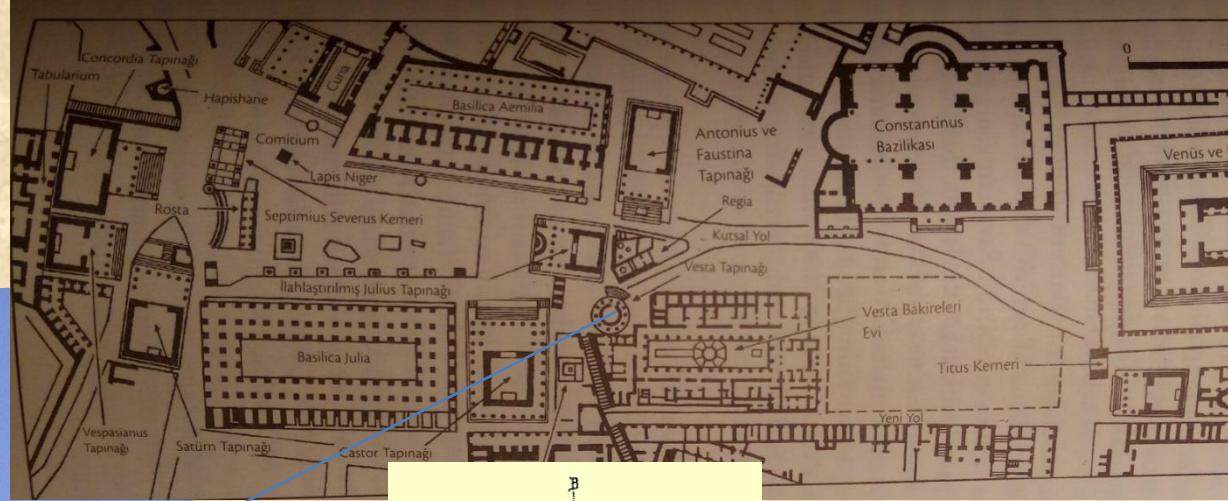 Concordia Tapınağı
Tabularium
Hapishane
Curia
Basilica Aemilia
Comitium
Lapis Niger
Rosta
Septimius Severus Kemeri
Antonius ve
Faustina
Tapınağı
Regia
Kutsal Yol
Constantinus
Bazilikası
0
Venüs ve
İlahlaştırılmış Julius Tapınağı
Vesta Tapınağı
Vesta Bakireleri
Evi
Titus Kemeri
Basilica Julia
Yeni Yol
Vespasianus
Tapınağı
Satürn Tapınağı
Castor Tapınağı
B